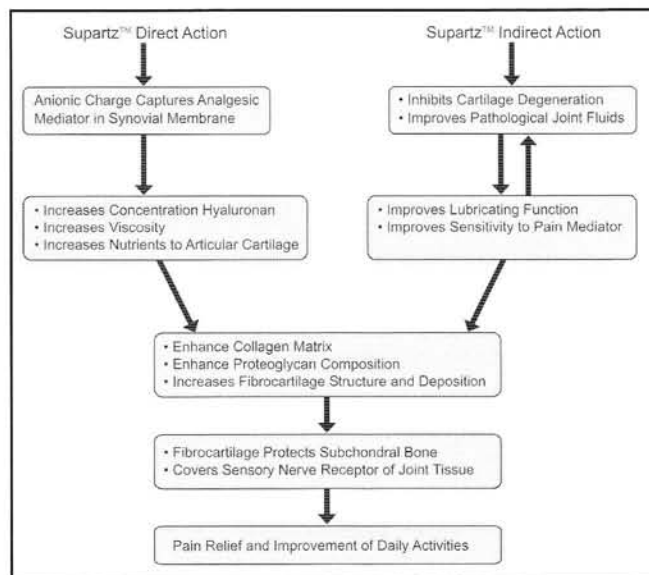 Supartz™ Direct Action
Anionic Charge Captures Analgesic
Mediator in Synovial Membrane
• Increases Concentration Hyaluronan
• Increases Viscosity
• Increases Nutrients to Articular Cartilage
Supartz™ Indirect Action
• Inhibits Cartilage Degeneration
• Improves Pathological Joint Fluids
• Improves Lubricating Function
• Improves Sensitivity to Pain Mediator
• Enhance Collagen Matrix
• Enhance Proteoglycan Composition
• Increases Fibrocartilage Structure and Deposition
• Fibrocartilage Protects Subchondral Bone
• Covers Sensory Nerve Receptor of Joint Tissue
Pain Relief and Improvement of Daily Activities